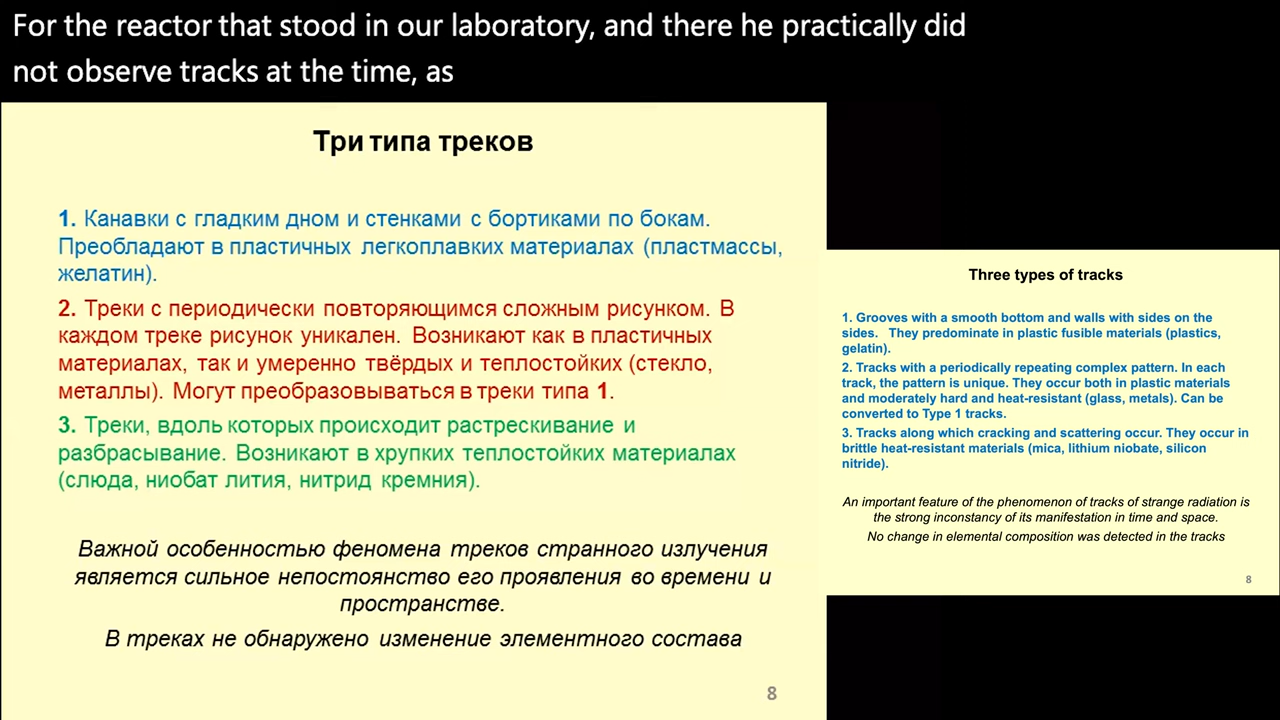 For the reactor that stood in our laboratory, and there he practically did
not observe tracks at the time, as
Три типа треков
1. Канавки с гладким дном и стенками с бортиками по бокам.
Преобладают в пластичных легкоплавких материалах (пластмассы,
желатин).
2. Треки с периодически повторяющимся сложным рисунком. В
каждом треке рисунок уникален. Возникают как в пластичных
материалах, так и умеренно твёрдых и теплостойких (стекло,
металлы). Могут преобразовываться в треки типа 1.
3. Треки, вдоль которых происходит растрескивание и
разбрасывание. Возникают в хрупких теплостойких материалах
(слюда, ниобат лития, нитрид кремния).
Важной особенностью феномена треков странного излучения
является сильное непостоянство его проявления во времени и
пространстве.
В треках не обнаружено изменение элементного состава
8
Three types of tracks
1. Grooves with a smooth bottom and walls with sides on the
sides. They predominate in plastic fusible materials (plastics,
gelatin).
2. Tracks with a periodically repeating complex pattern. In each
track, the pattern is unique. They occur both in plastic materials
and moderately hard and heat-resistant (glass, metals). Can be
converted to Type 1 tracks.
3. Tracks along which cracking and scattering occur. They occur in
brittle heat-resistant materials (mica, lithium niobate, silicon
nitride).
An important feature of the phenomenon of tracks of strange radiation is
the strong inconstancy of its manifestation in time and space.
No change in elemental composition was detected in the tracks
8